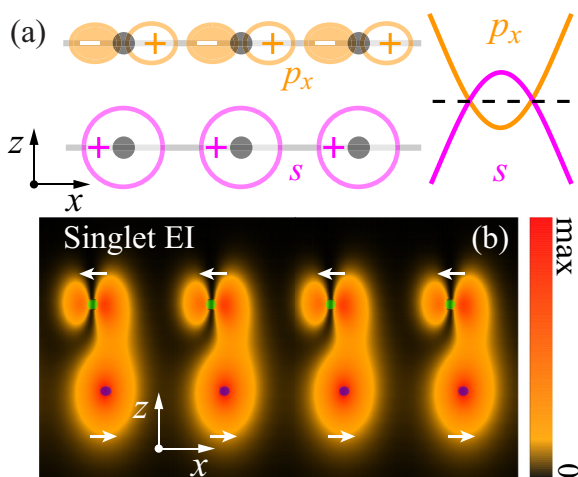 (a)
− + − + − +
p_x
p_x
+ + +
s
s
z
x
Singlet EI
(b)
max
z
x
0